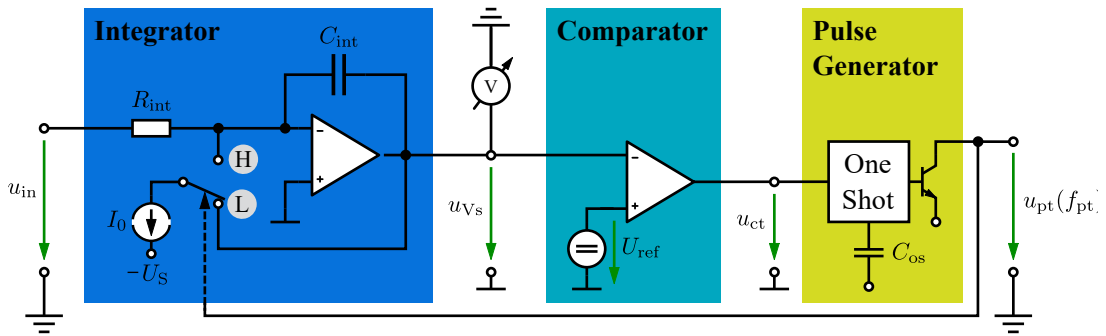 Integrator
Comparator
Pulse
Generator
C_int
R_int
V
H
L
One
Shot
u_in
I_0
−U_S
u_Vs
U_ref
u_ct
C_os
u_pt(f_pt)
−
+
−
+
=